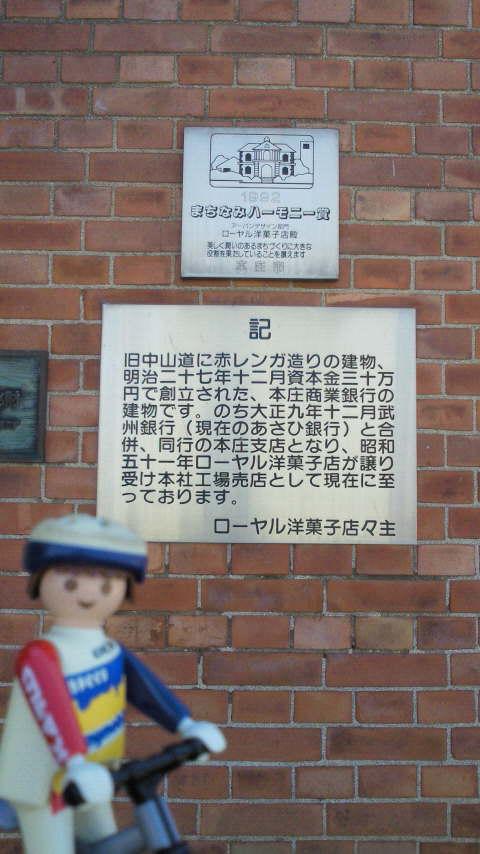 1992
まちなみハーモニー賞
アーバンデザイン部門
ローヤル洋菓子店殿
美しく潤いのあるまちづくりに大きな
役割を果たしていることを讃えます
本庄市
記
旧中山道に赤レンガ造りの建物、
明治二十七年十二月資本金三十万
円で創立された、本庄商業銀行の
建物です。のち大正九年十二月武
州銀行（現在のあさひ銀行）と合
併、同行の本庄支店となり、昭和
五十一年ローヤル洋菓子店が譲り
受け本社工場売店として現在に至
っております。
ローヤル洋菓子店々主